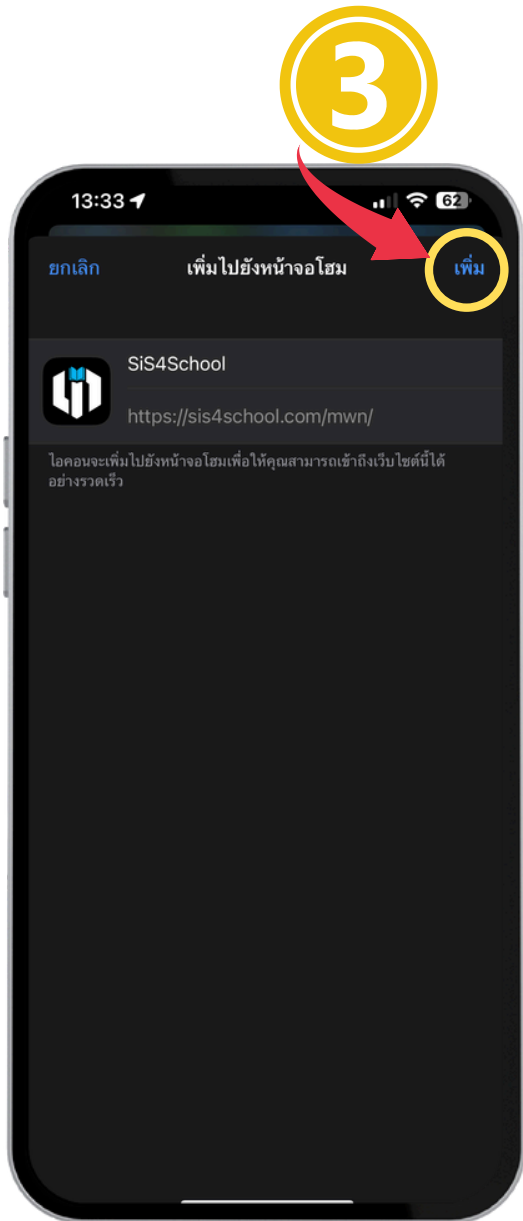 3
13:33
62
ยกเลิก
เพิ่มไปยังหน้าจอโฮม
เพิ่ม
SiS4School
https://sis4school.com/mwn/
ไอคอนจะเพิ่มไปยังหน้าจอโฮมเพื่อให้คุณสามารถเข้าถึงเว็บไซต์นี้ได้
อย่างรวดเร็ว